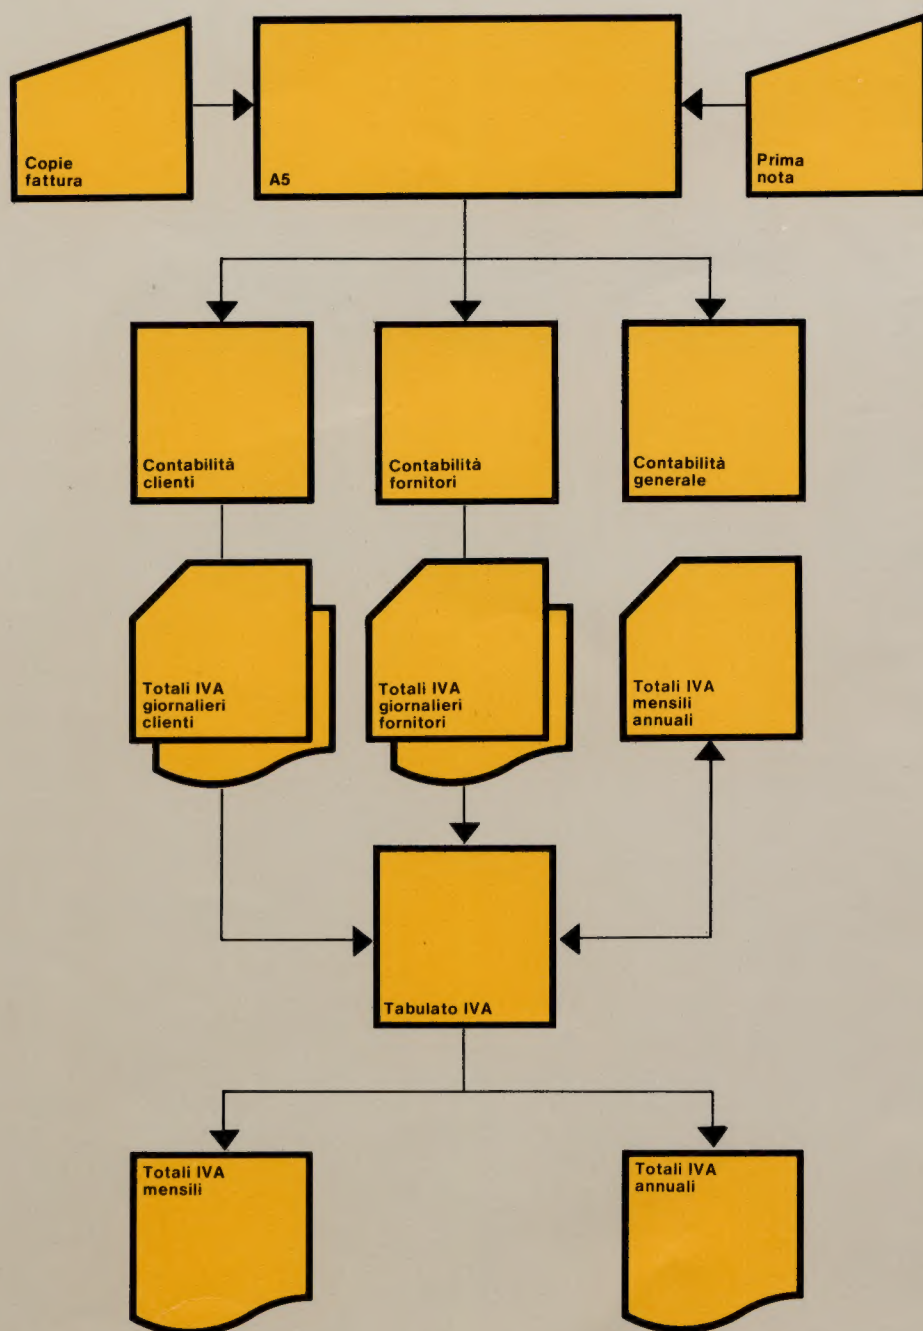 Copie
fattura
A5
Prima
nota
Contabilità
clienti
Contabilità
fornitori
Contabilità
generale
Totali IVA
giornalieri
clienti
Totali IVA
giornalieri
fornitori
Totali IVA
mensili
annuali
Tabulato IVA
Totali IVA
mensili
Totali IVA
annuali